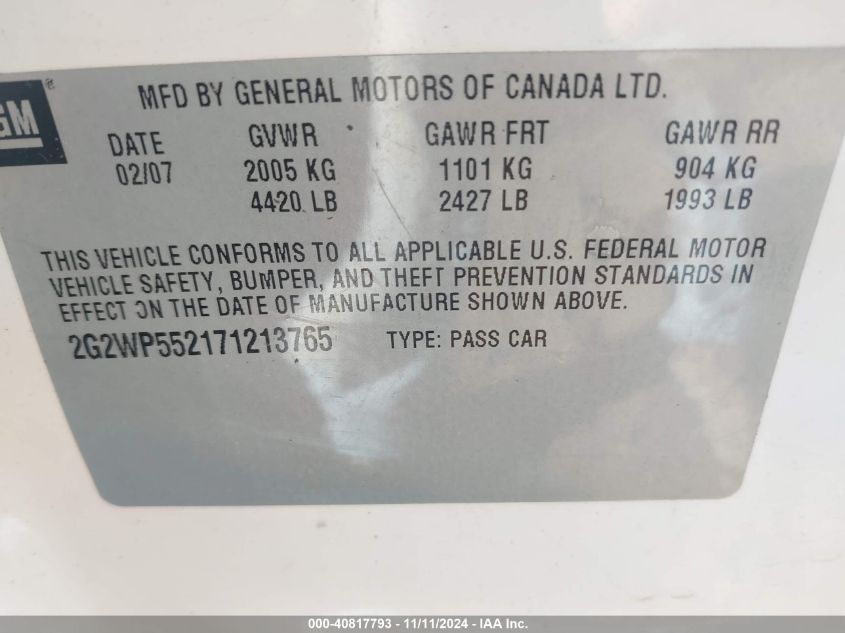 GM®
MFD BY GENERAL MOTORS OF CANADA LTD.
DATE GVWR GAWR FRT GAWR RR
02/07 2005 KG 1101 KG 904 KG
4420 LB 2427 LB 1993 LB
THIS VEHICLE CONFORMS TO ALL APPLICABLE U.S. FEDERAL MOTOR
VEHICLE SAFETY, BUMPER, AND THEFT PREVENTION STANDARDS IN
EFFECT ON THE DATE OF MANUFACTURE SHOWN ABOVE.
2G2WP552171213765 TYPE: PASS CAR
000-40817793 - 11/11/2024 - IAA Inc.